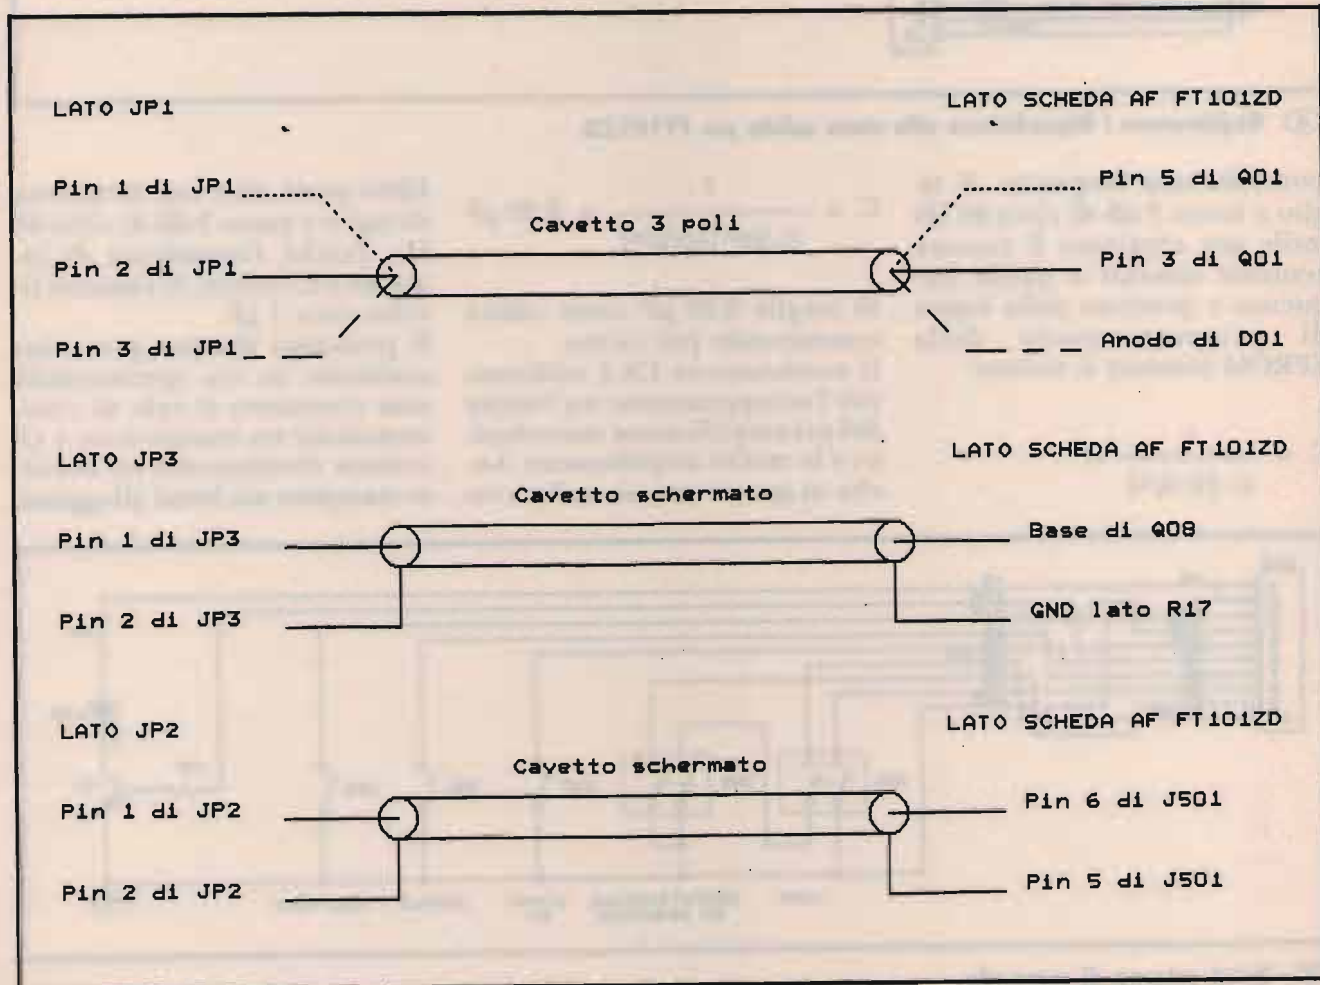 LATO JP1 LATO SCHEDA AF FT101ZD
Pin 1 di JP1 Pin 5 di Q01
Cavetto 3 poli
Pin 2 di JP1 Pin 3 di Q01
Pin 3 di JP1 Anodo di D01
LATO JP3 LATO SCHEDA AF FT101ZD
Cavetto schermato
Pin 1 di JP3 Base di Q08
Pin 2 di JP3 GND lato R17
LATO JP2 LATO SCHEDA AF FT101ZD
Cavetto schermato
Pin 1 di JP2 Pin 6 di J501
Pin 2 di JP2 Pin 5 di J501